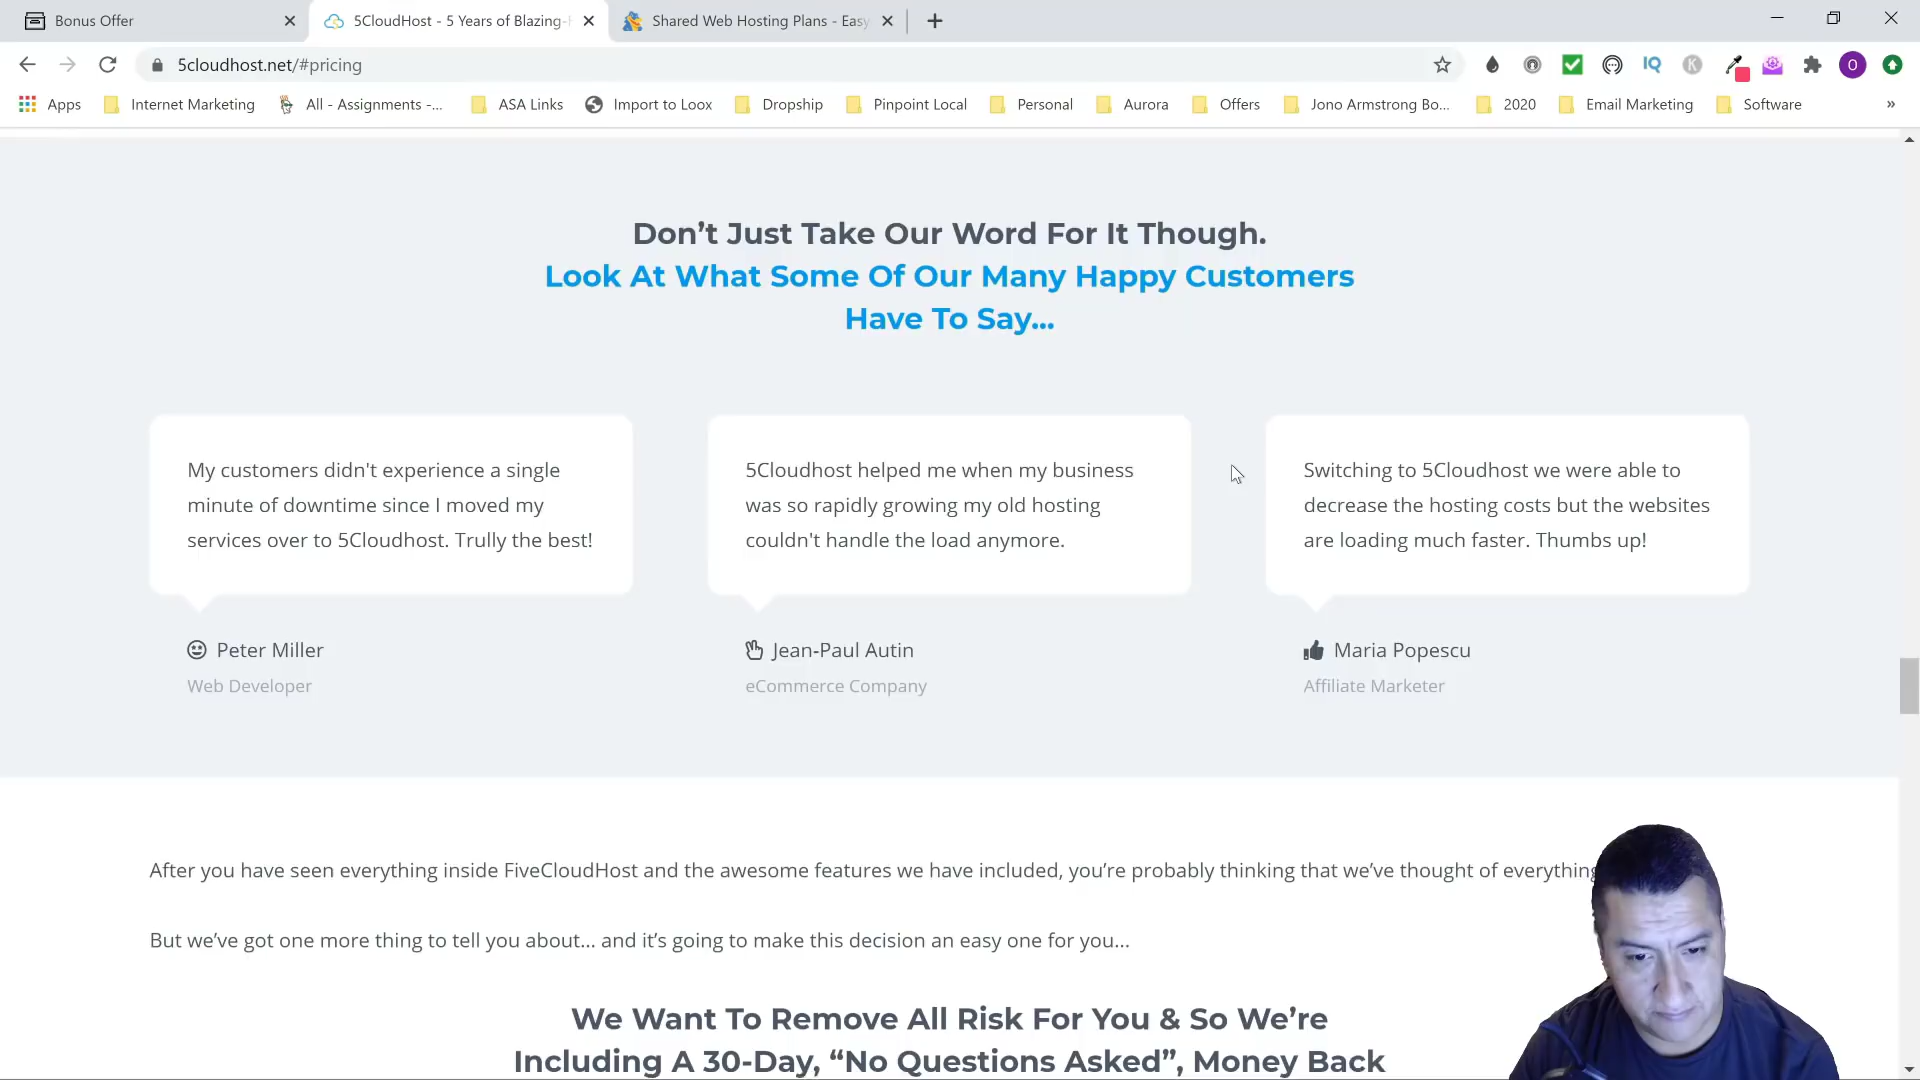 Bonus Offer
5CloudHost - 5 Years of Blazing-
Shared Web Hosting Plans - Easy
5cloudhost.net/#pricing
IQ
K
O
Apps
Internet Marketing
All - Assignments -...
ASA Links
Import to Loox
Dropship
Pinpoint Local
Personal
Aurora
Offers
Jono Armstrong Bo...
2020
Email Marketing
Software
»
Don’t Just Take Our Word For It Though.
Look At What Some Of Our Many Happy Customers
Have To Say...
My customers didn't experience a single
minute of downtime since I moved my
services over to 5Cloudhost. Trully the best!
Peter Miller
Web Developer
5Cloudhost helped me when my business
was so rapidly growing my old hosting
couldn't handle the load anymore.
Jean-Paul Autin
eCommerce Company
Switching to 5Cloudhost we were able to
decrease the hosting costs but the websites
are loading much faster. Thumbs up!
Maria Popescu
Affiliate Marketer
After you have seen everything inside FiveCloudHost and the awesome features we have included, you’re probably thinking that we’ve thought of everything
But we’ve got one more thing to tell you about... and it’s going to make this decision an easy one for you...
We Want To Remove All Risk For You & So We’re
Including A 30-Day, “No Questions Asked”, Money Back